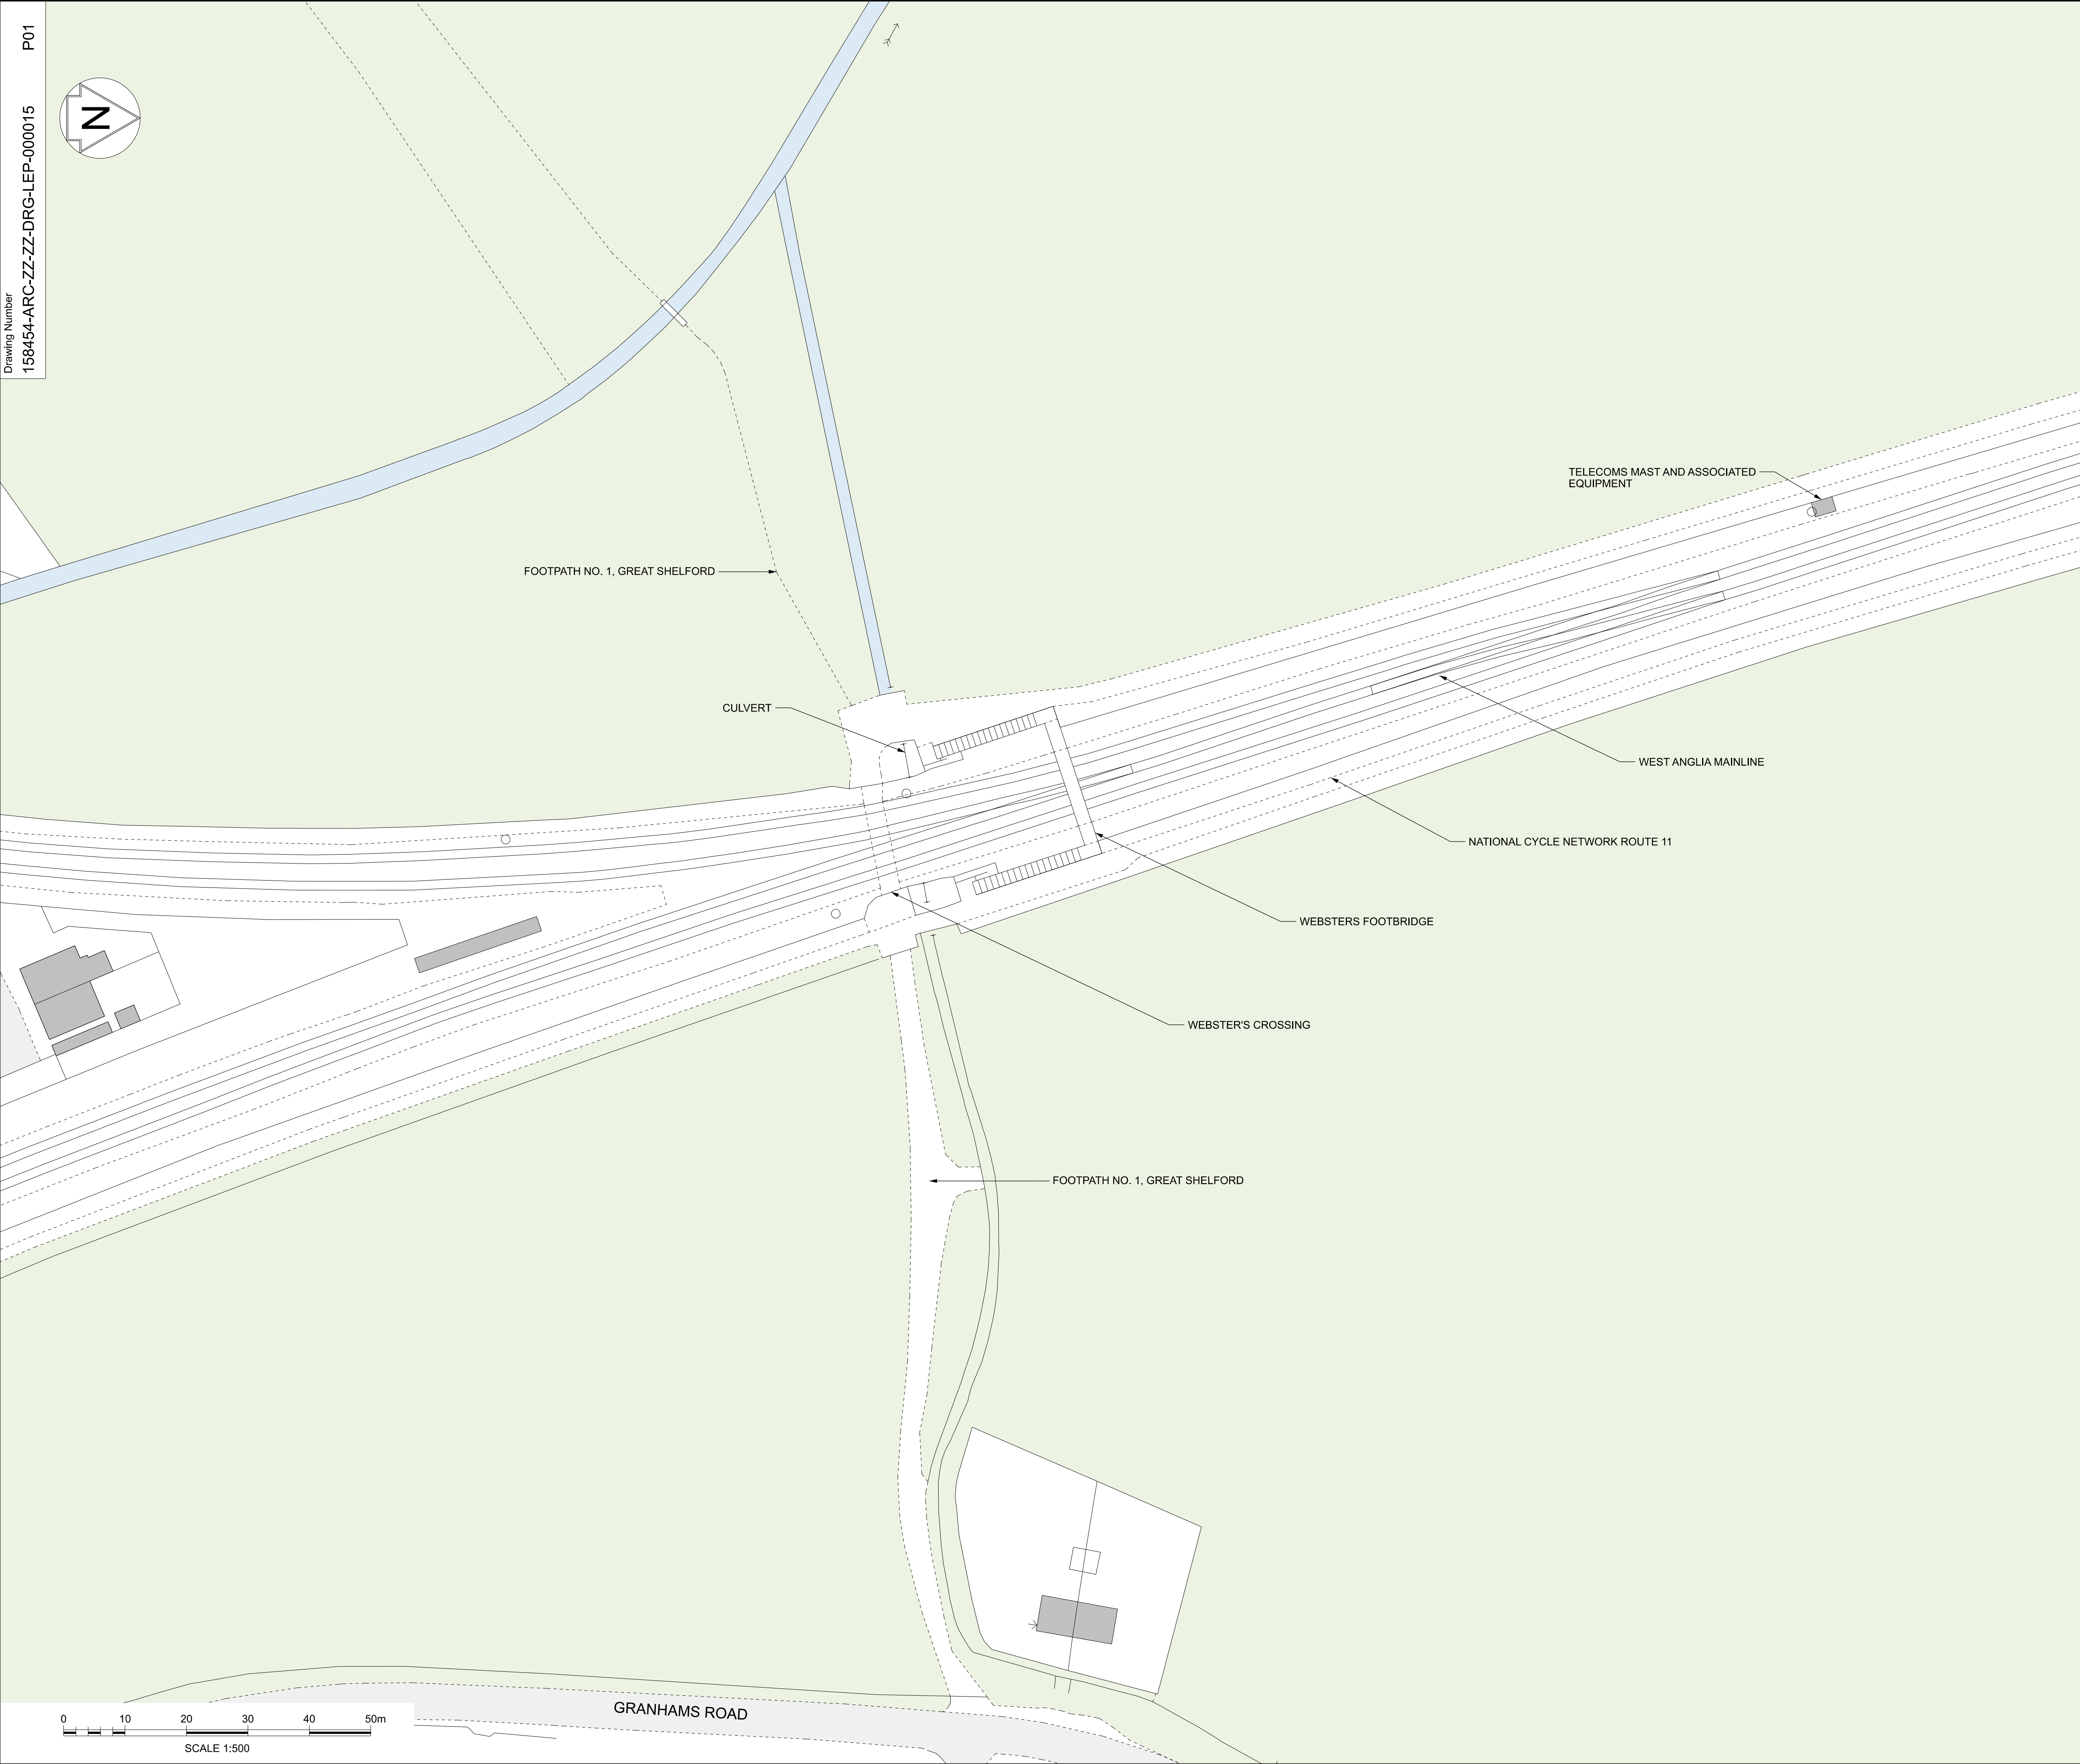 Drawing Number
158454-ARC-ZZ-ZZ-DRG-LEP-000015 P01
N
TELECOMS MAST AND ASSOCIATED
EQUIPMENT
FOOTPATH NO. 1, GREAT SHELFORD
CULVERT
WEST ANGLIA MAINLINE
NATIONAL CYCLE NETWORK ROUTE 11
WEBSTERS FOOTBRIDGE
WEBSTER'S CROSSING
FOOTPATH NO. 1, GREAT SHELFORD
GRANHAMS ROAD
0 10 20 30 40 50m
SCALE 1:500